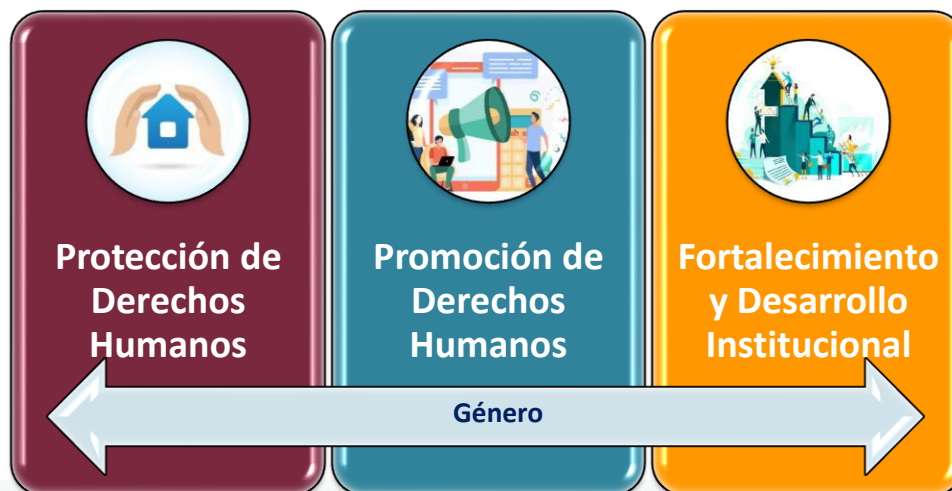 Protección de
Derechos
Humanos
Promoción de
Derechos
Humanos
Fortalecimiento
y Desarrollo
Institucional
Género